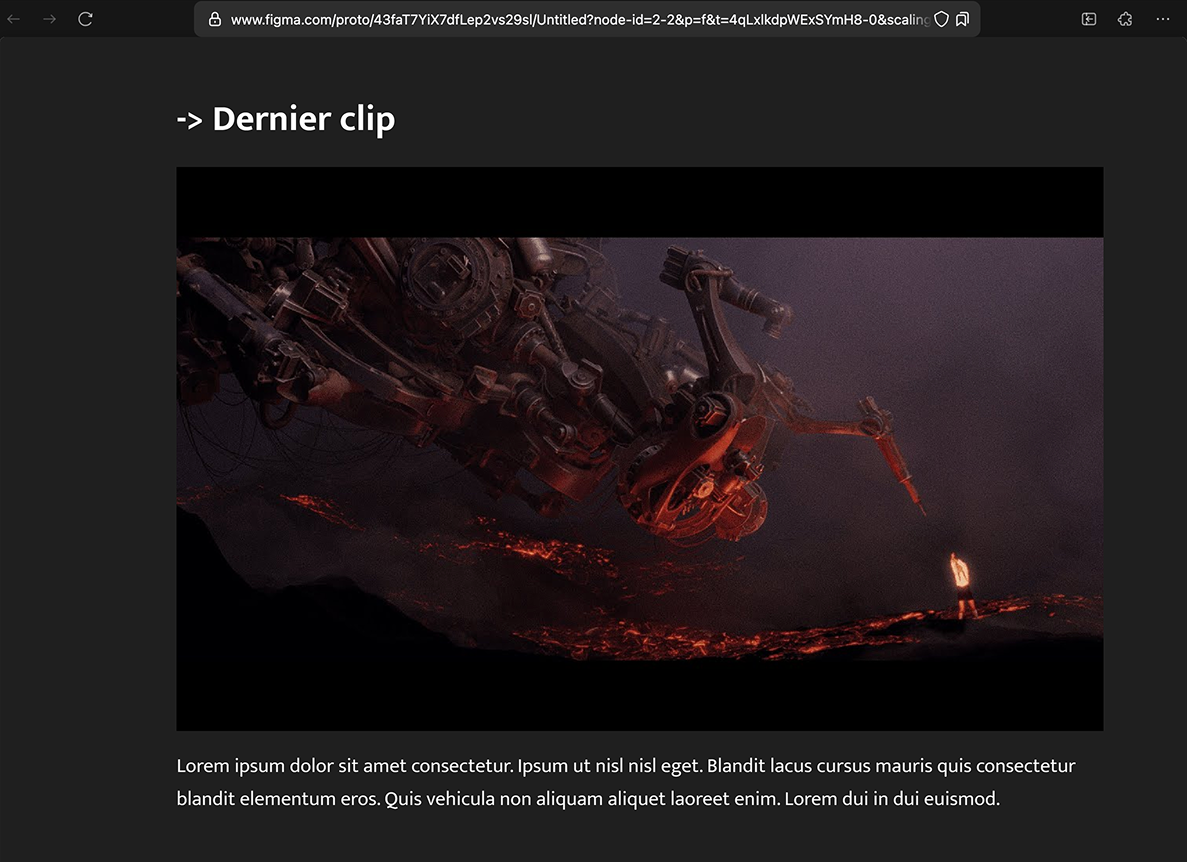 www.figma.com/proto/43faT7YiX7dfLep2vs29sl/Untitled?node-id=2-2&p=f&t=4qLxlkdpWExSYmH8-0&scaling
-> Dernier clip
Lorem ipsum dolor sit amet consectetur. Ipsum ut nisl nisl eget. Blandit lacus cursus mauris quis consectetur
blandit elementum eros. Quis vehicula non aliquam aliquet laoreet enim. Lorem dui in dui euismod.